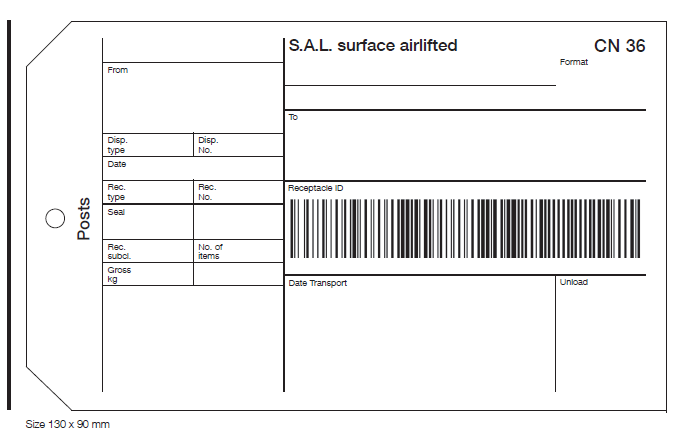 S.A.L. surface airlifted
CN 36
Format
From
To
Disp.
type
Disp.
No.
Date
Rec.
type
Rec.
No.
Receptacle ID
Seal
Posts
Rec.
subcl.
No. of
items
Gross
kg
Date Transport
Unload
Size 130 x 90 mm